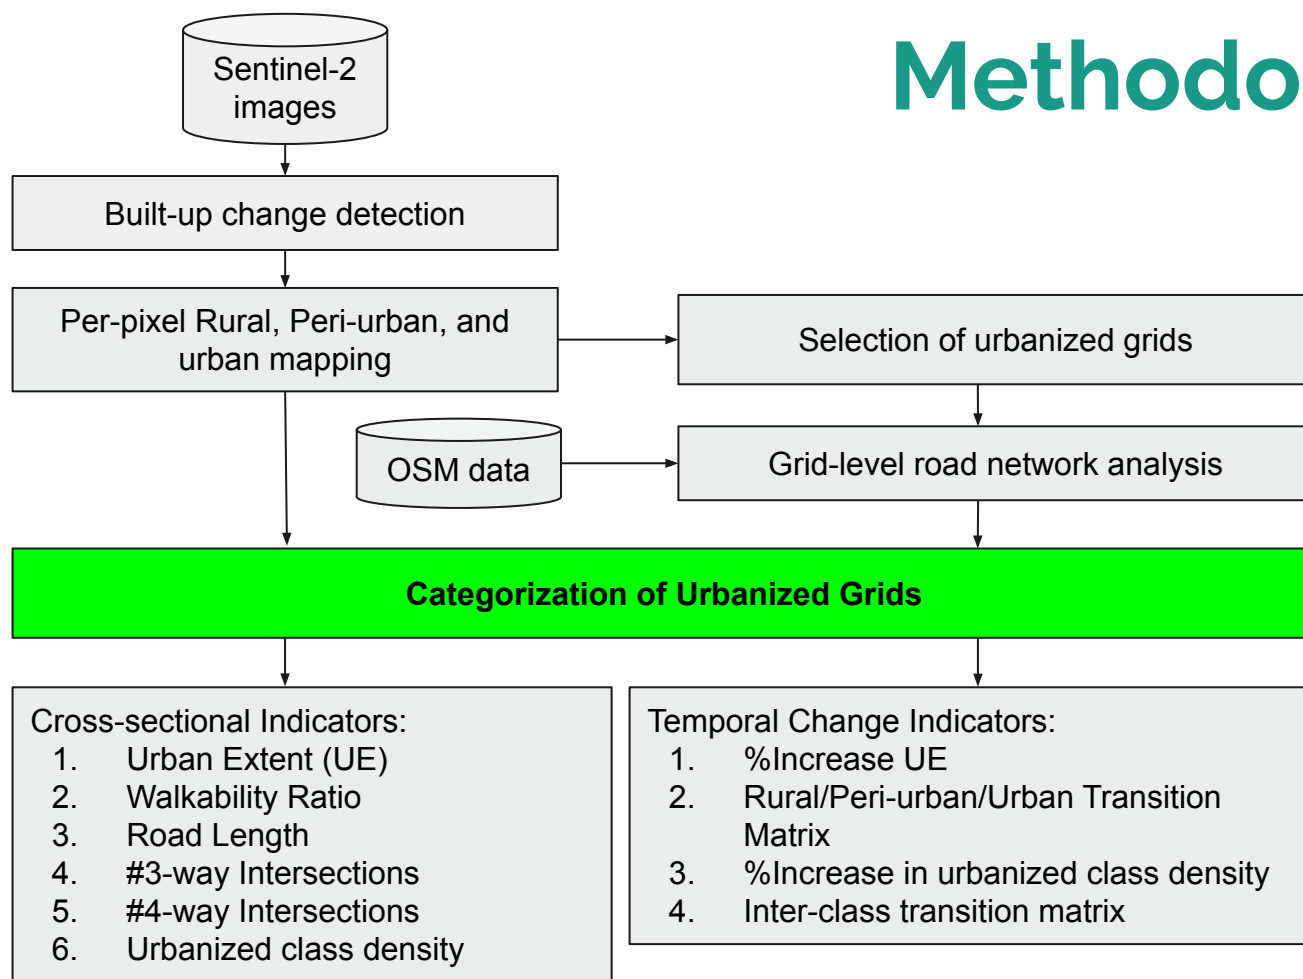 Methodo
Sentinel-2
images
Built-up change detection
Per-pixel Rural, Peri-urban, and
urban mapping
Selection of urbanized grids
OSM data
Grid-level road network analysis
Categorization of Urbanized Grids
Cross-sectional Indicators:
1. Urban Extent (UE)
2. Walkability Ratio
3. Road Length
4. #3-way Intersections
5. #4-way Intersections
6. Urbanized class density
Temporal Change Indicators:
1. %Increase UE
2. Rural/Peri-urban/Urban Transition
Matrix
3. %Increase in urbanized class density
4. Inter-class transition matrix